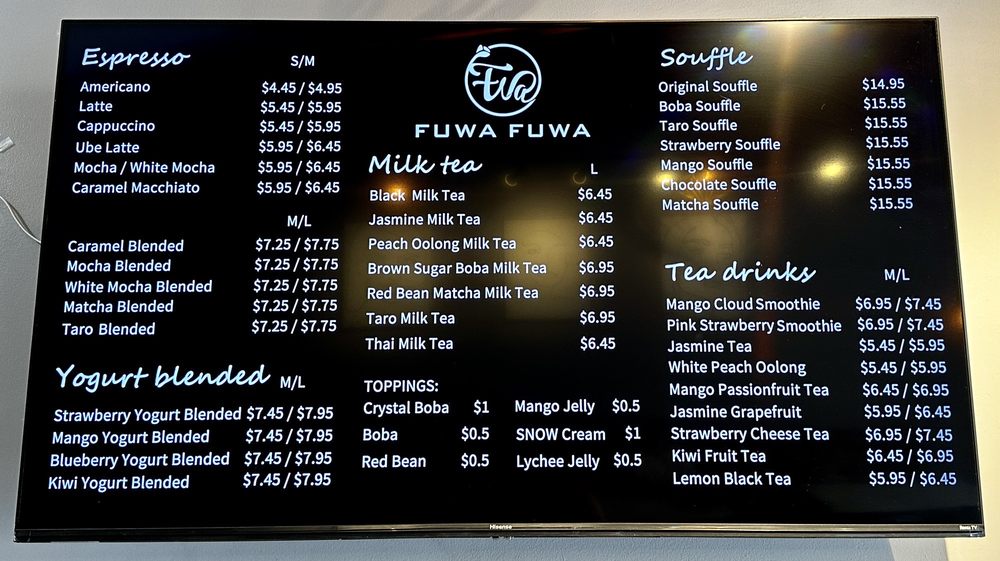 Espresso S/M
Americano $4.45 / $4.95
Latte $5.45 / $5.95
Cappuccino $5.45 / $5.95
Ube Latte $5.95 / $6.45
Mocha / White Mocha $5.95 / $6.45
Caramel Macchiato $5.95 / $6.45
M/L
Caramel Blended $7.25 / $7.75
Mocha Blended $7.25 / $7.75
White Mocha Blended $7.25 / $7.75
Matcha Blended $7.25 / $7.75
Taro Blended $7.25 / $7.75
Yogurt blended M/L
Strawberry Yogurt Blended $7.45 / $7.95
Mango Yogurt Blended $7.45 / $7.95
Blueberry Yogurt Blended $7.45 / $7.95
Kiwi Yogurt Blended $7.45 / $7.95
Fwa
FUWA FUWA
Milk tea L
Black Milk Tea $6.45
Jasmine Milk Tea $6.45
Peach Oolong Milk Tea $6.45
Brown Sugar Boba Milk Tea $6.95
Red Bean Matcha Milk Tea $6.95
Taro Milk Tea $6.95
Thai Milk Tea $6.45
TOPPINGS:
Crystal Boba $1 Mango Jelly $0.5
Boba $0.5 SNOW Cream $1
Red Bean $0.5 Lychee Jelly $0.5
Souffle
Original Souffle $14.95
Boba Souffle $15.55
Taro Souffle $15.55
Strawberry Souffle $15.55
Mango Souffle $15.55
Chocolate Souffle $15.55
Matcha Souffle $15.55
Tea drinks M/L
Mango Cloud Smoothie $6.95 / $7.45
Pink Strawberry Smoothie $6.95 / $7.45
Jasmine Tea $5.45 / $5.95
White Peach Oolong $5.45 / $5.95
Mango Passionfruit Tea $6.45 / $6.95
Jasmine Grapefruit $5.95 / $6.45
Strawberry Cheese Tea $6.95 / $7.45
Kiwi Fruit Tea $6.45 / $6.95
Lemon Black Tea $5.95 / $6.45
Hisense
Roku TV